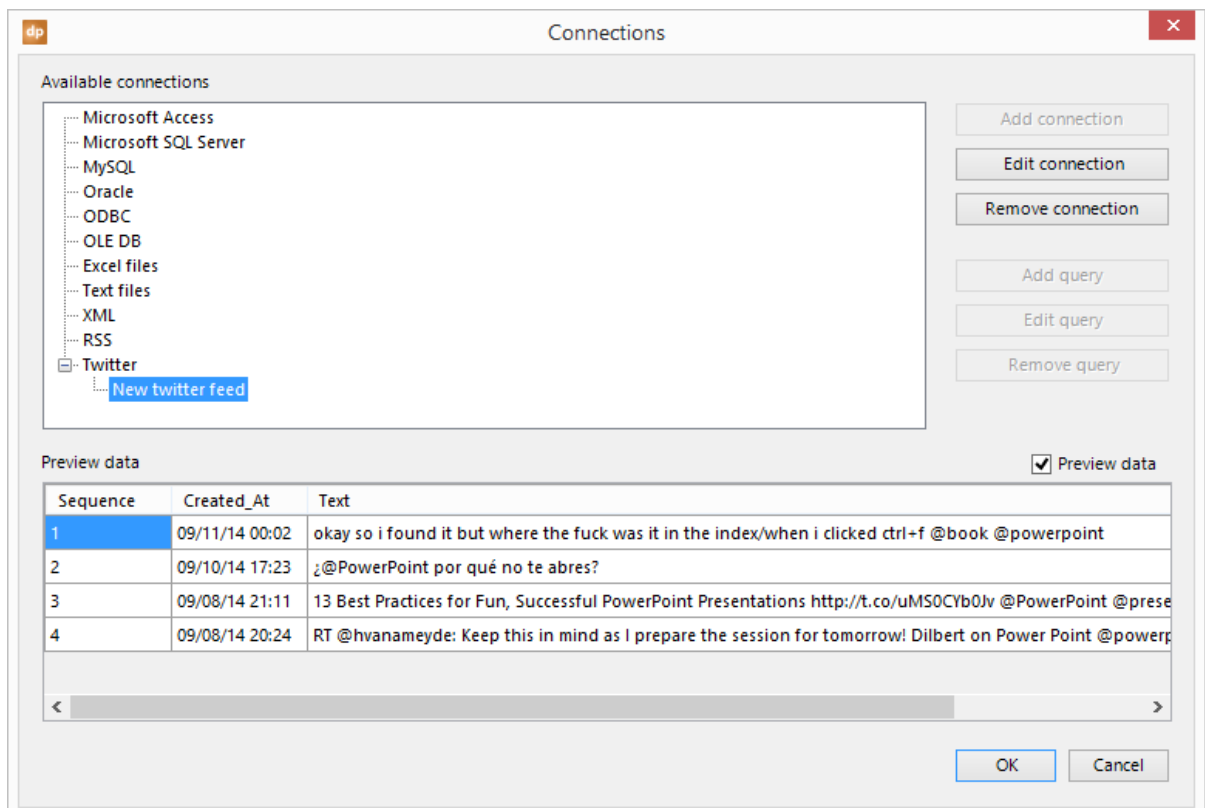 dp
Connections
Available connections
Microsoft Access
Microsoft SQL Server
MySQL
Oracle
ODBC
OLE DB
Excel files
Text files
XML
RSS
Twitter
New twitter feed
Add connection
Edit connection
Remove connection
Add query
Edit query
Remove query
Preview data
Preview data
Sequence Created_At Text
1 09/11/14 00:02 okay so i found it but where the fuck was it in the index/when i clicked ctrl+f @book @powerpoint
2 09/10/14 17:23 ¿@PowerPoint por qué no te abres?
3 09/08/14 21:11 13 Best Practices for Fun, Successful PowerPoint Presentations http://t.co/uMS0CYb0Jv @PowerPoint @prese
4 09/08/14 20:24 RT @hvanameyde: Keep this in mind as I prepare the session for tomorrow! Dilbert on Power Point @powerp
OK Cancel